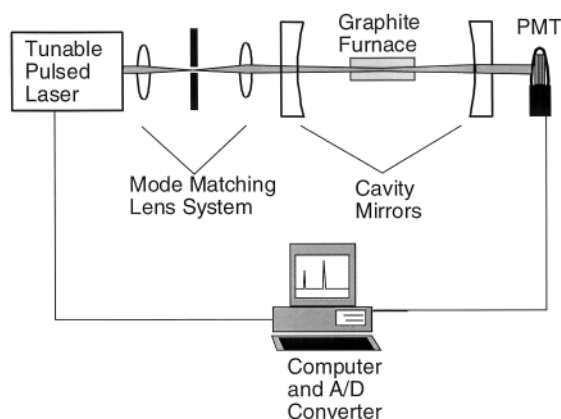 Tunable
Pulsed
Laser
Graphite
Furnace
PMT
Mode Matching
Lens System
Cavity
Mirrors
Computer
and A/D
Converter